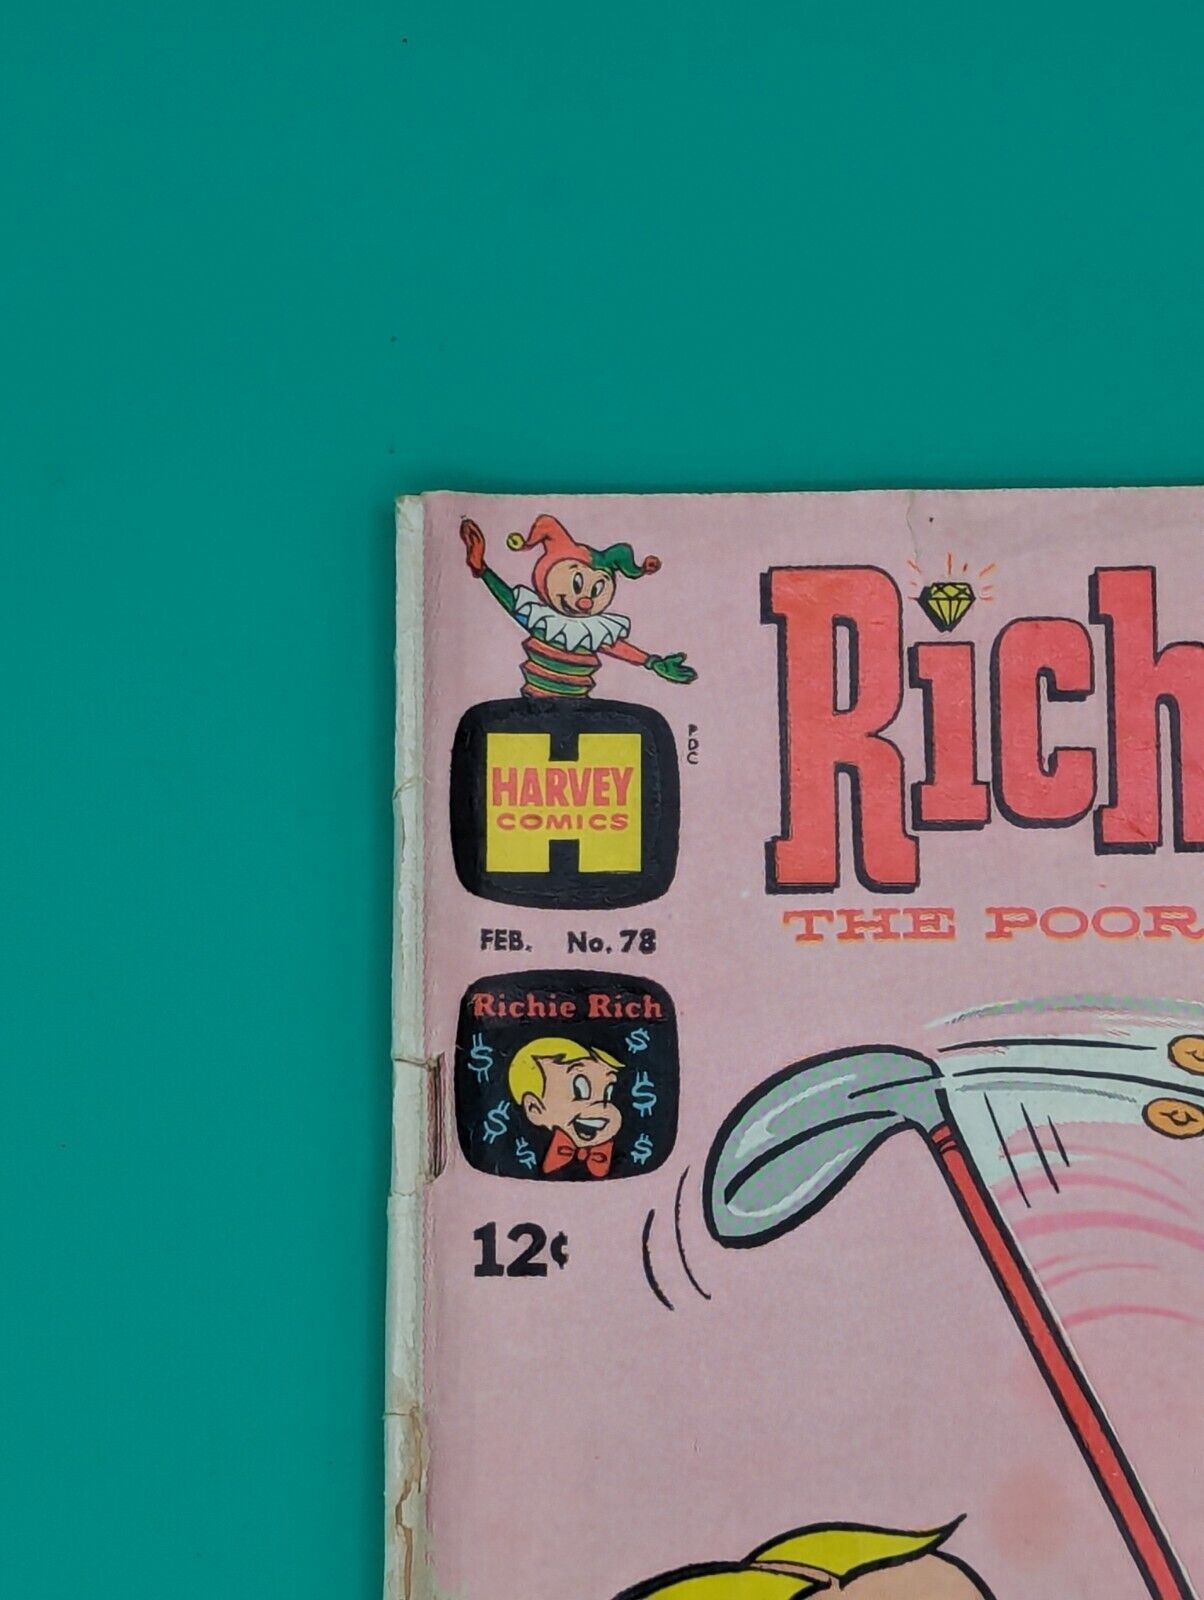 Rich
THE POOR
PDC
HARVEY
COMICS
FEB. No. 78
Richie Rich
$ $
$ $
$ $
12¢